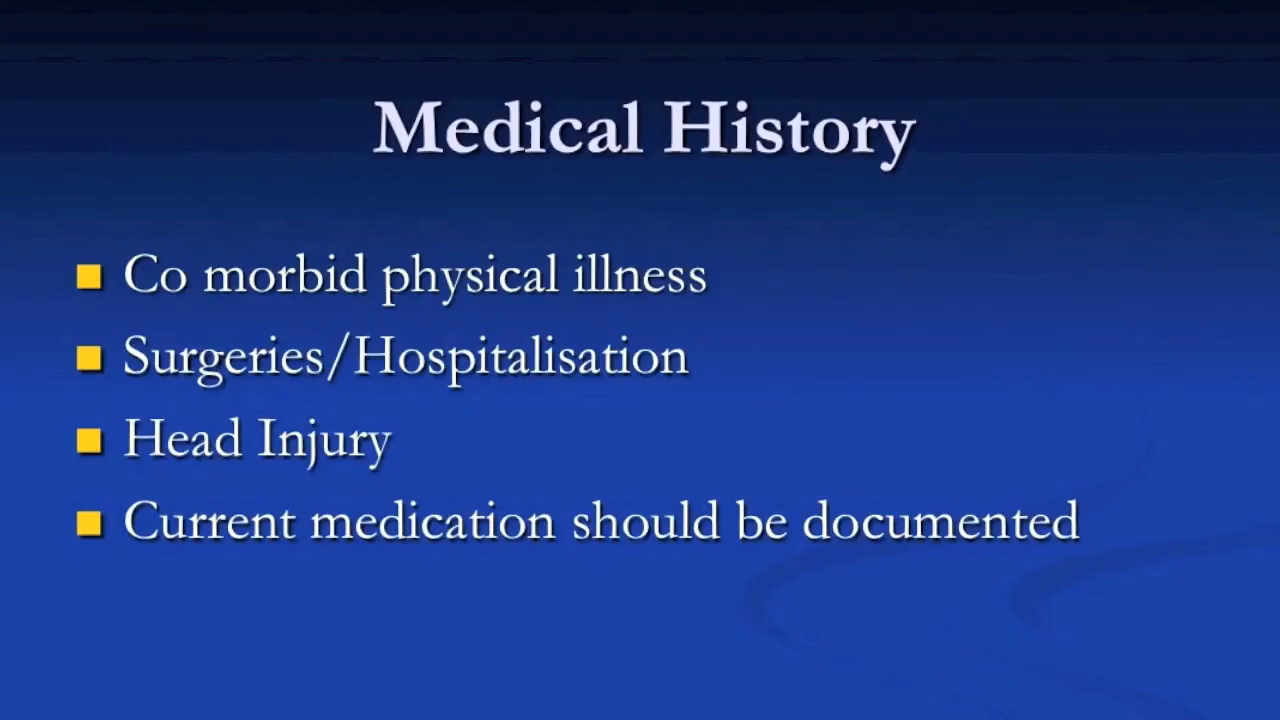 Medical History
Co morbid physical illness
Surgeries/Hospitalisation
Head Injury
Current medication should be documented